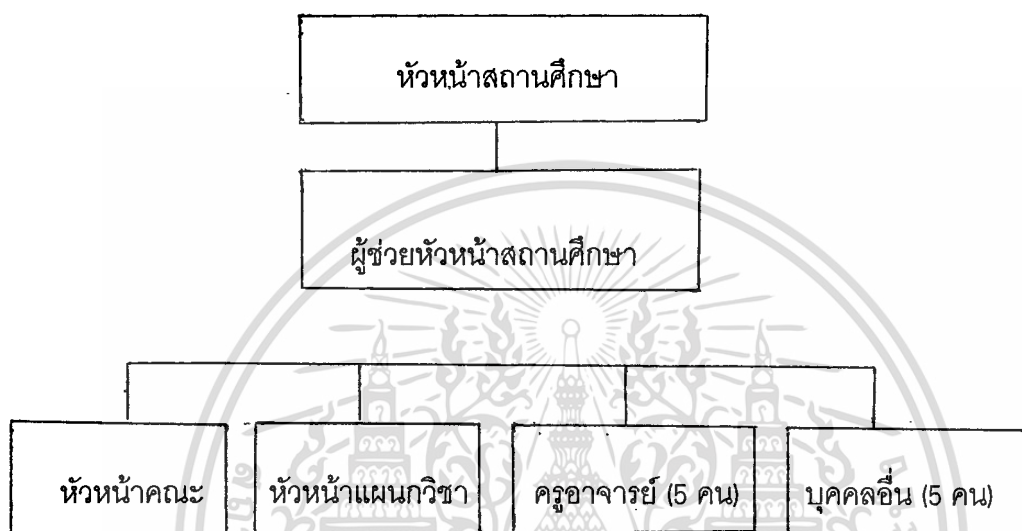 หัวหน้าสถานศึกษา
ผู้ช่วยหัวหน้าสถานศึกษา
หัวหน้าคณะ
หัวหน้าแผนกวิชา
ครูอาจารย์ (5 คน)
บุคคลอื่น (5 คน)